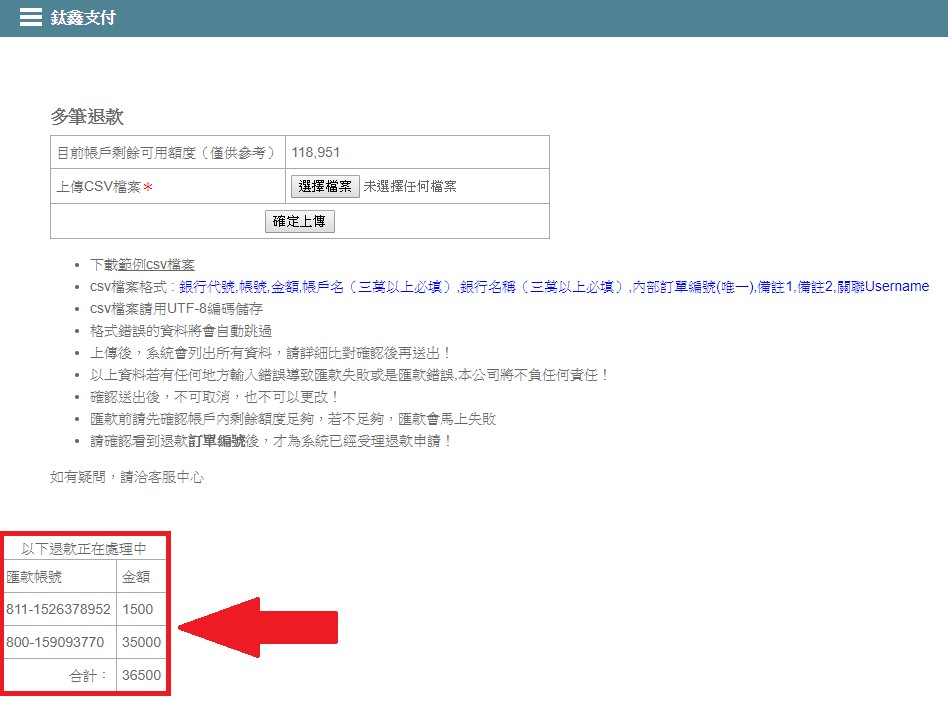 鈦鑫支付
多筆退款
目前帳戶剩餘可用額度（僅供參考） 118,951
上傳CSV檔案* 選擇檔案 未選擇任何檔案
確定上傳
• 下載範例csv檔案
• csv檔案格式 : 銀行代號,帳號,金額,帳戶名（三萬以上必填）,銀行名稱（三萬以上必填）,內部訂單編號(唯一),備註1,備註2,關聯Username
• csv檔案請用UTF-8編碼儲存
• 格式錯誤的資料將會自動跳過
• 上傳後，系統會列出所有資料，請詳細比對確認後再送出！
• 以上資料若有任何地方輸入錯誤導致匯款失敗或是匯款錯誤,本公司將不負任何責任！
• 確認送出後，不可取消，也不可以更改！
• 匯款前請先確認帳戶內剩餘額度足夠，若不足夠，匯款會馬上失敗
• 請確認看到退款訂單編號後，才為系統已經受理退款申請！
如有疑問，請洽客服中心
以下退款正在處理中
匯款帳號 金額
811-1526378952 1500
800-159093770 35000
合計： 36500